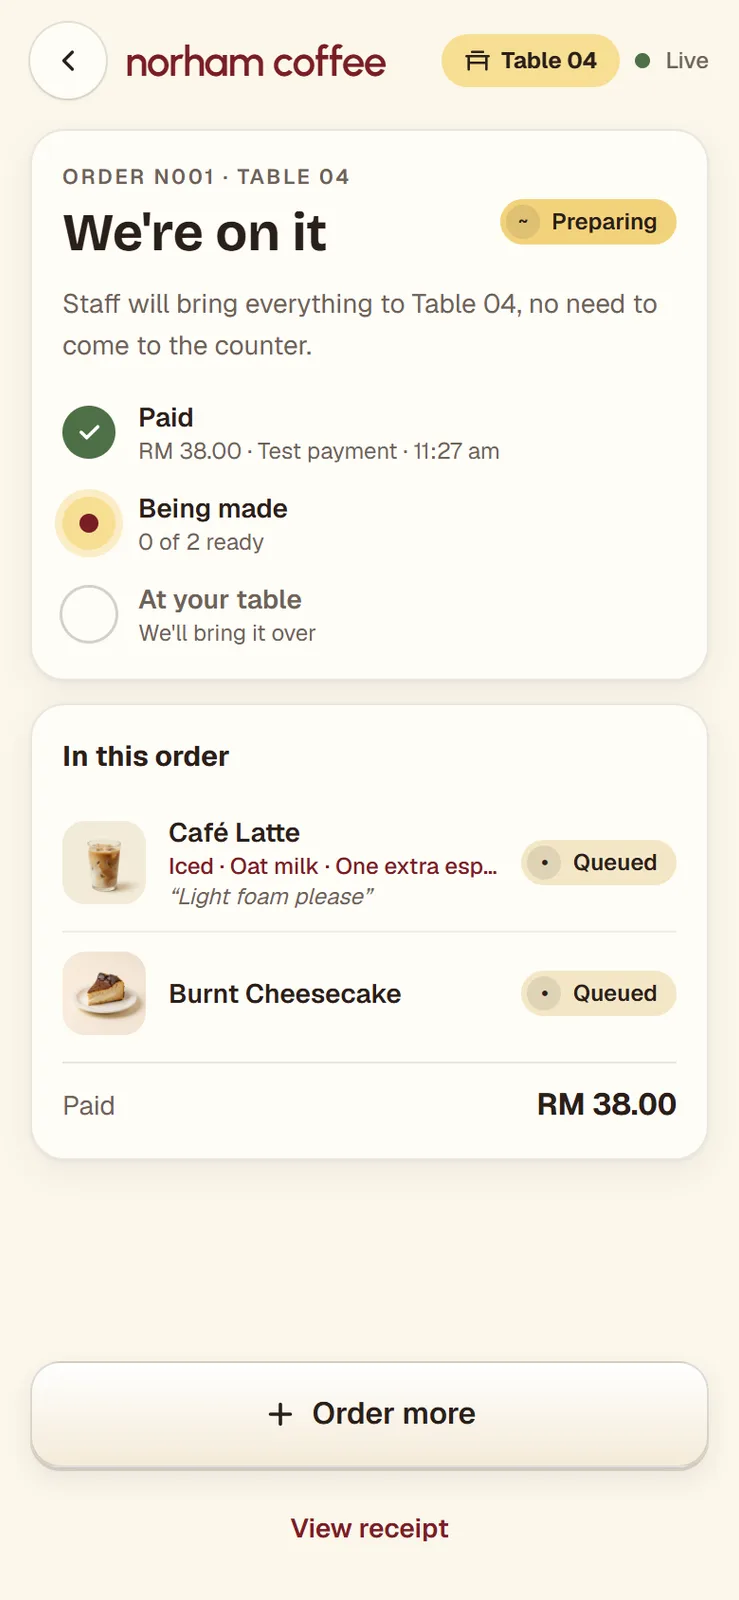 norham coffee
Table 04
Live
ORDER N001 · TABLE 04
We're on it
~ Preparing
Staff will bring everything to Table 04, no need to
come to the counter.
Paid
RM 38.00 · Test payment · 11:27 am
Being made
0 of 2 ready
At your table
We'll bring it over
In this order
Café Latte
Iced · Oat milk · One extra esp...
“Light foam please”
• Queued
Burnt Cheesecake
• Queued
Paid
RM 38.00
+ Order more
View receipt